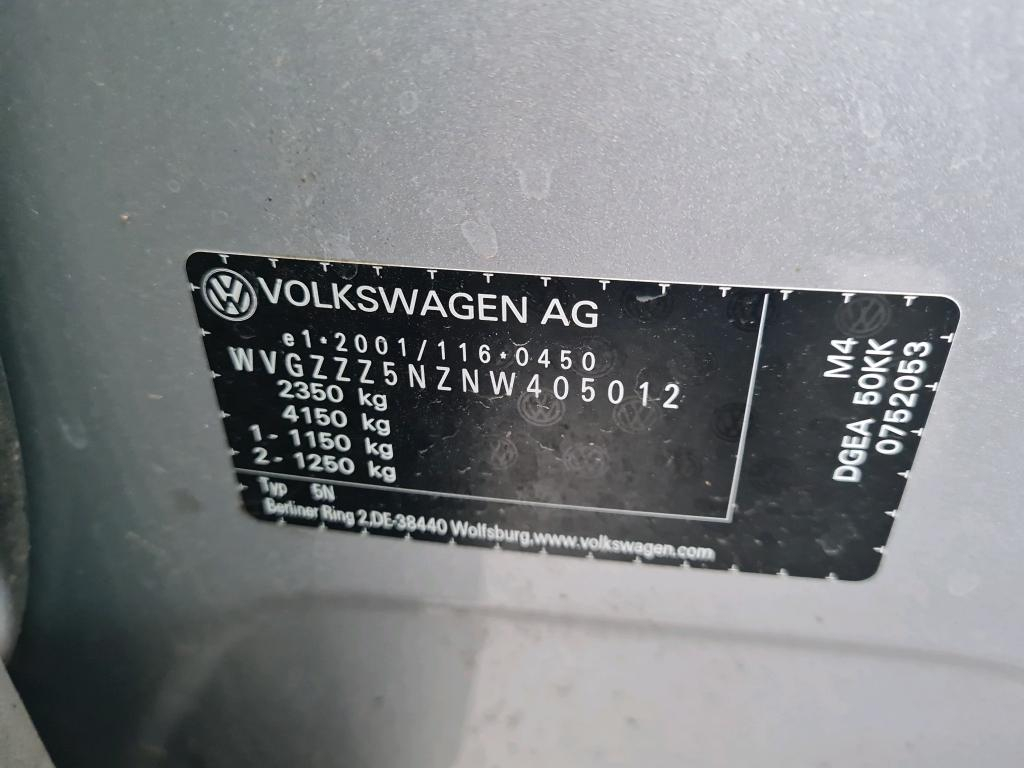 VOLKSWAGEN AG
e1*2001/116*0450
WVGZZZ5NZNW405012
2350 kg
4150 kg
1- 1150 kg
2- 1250 kg
Typ 5N
Berliner Ring 2,DE-38440 Wolfsburg,www.volkswagen.com
M4
DGEA 50KK
0752053